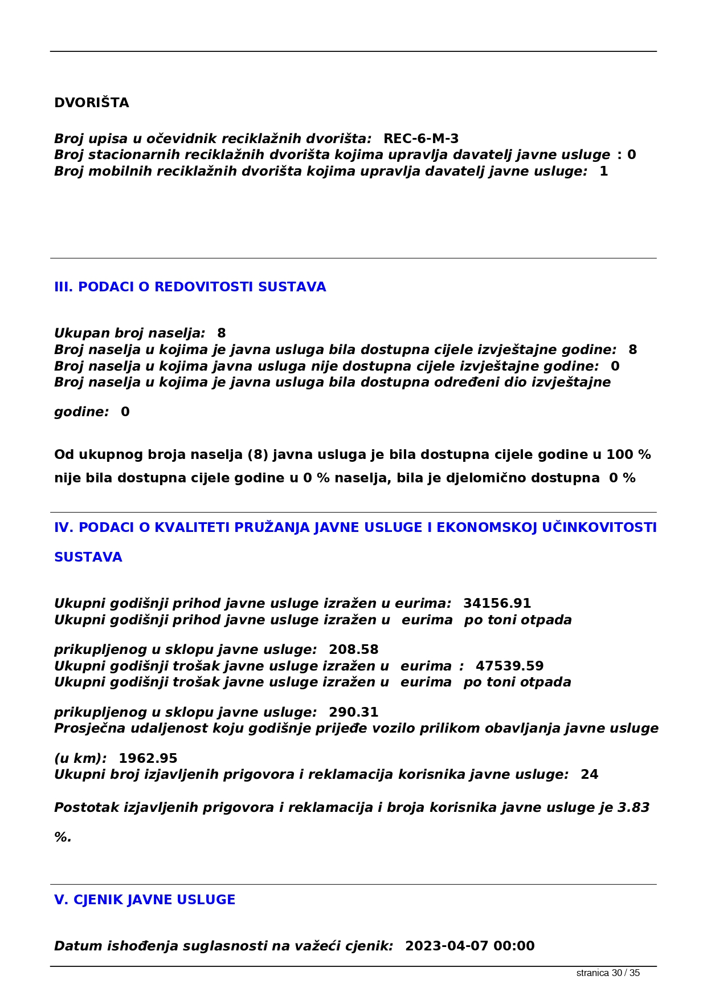 DVORIŠTA
Broj upisa u očevidnik reciklažnih dvorišta: REC-6-M-3
Broj stacionarnih reciklažnih dvorišta kojima upravlja davatelj javne usluge : 0
Broj mobilnih reciklažnih dvorišta kojima upravlja davatelj javne usluge: 1
III. PODACI O REDOVITOSTI SUSTAVA
Ukupan broj naselja: 8
Broj naselja u kojima je javna usluga bila dostupna cijele izvještajne godine: 8
Broj naselja u kojima javna usluga nije dostupna cijele izvještajne godine: 0
Broj naselja u kojima je javna usluga bila dostupna određeni dio izvještajne
godine: 0
Od ukupnog broja naselja (8) javna usluga je bila dostupna cijele godine u 100 %
nije bila dostupna cijele godine u 0 % naselja, bila je djelomično dostupna 0 %
IV. PODACI O KVALITETI PRUŽANJA JAVNE USLUGE I EKONOMSKOJ UČINKOVITOSTI
SUSTAVA
Ukupni godišnji prihod javne usluge izražen u eurima: 34156.91
Ukupni godišnji prihod javne usluge izražen u eurima po toni otpada
prikupljenog u sklopu javne usluge: 208.58
Ukupni godišnji trošak javne usluge izražen u eurima : 47539.59
Ukupni godišnji trošak javne usluge izražen u eurima po toni otpada
prikupljenog u sklopu javne usluge: 290.31
Prosječna udaljenost koju godišnje prijeđe vozilo prilikom obavljanja javne usluge
(u km): 1962.95
Ukupni broj izjavljenih prigovora i reklamacija korisnika javne usluge: 24
Postotak izjavljenih prigovora i reklamacija i broja korisnika javne usluge je 3.83
%.
V. CJENIK JAVNE USLUGE
Datum ishođenja suglasnosti na važeći cjenik: 2023-04-07 00:00
stranica 30 / 35